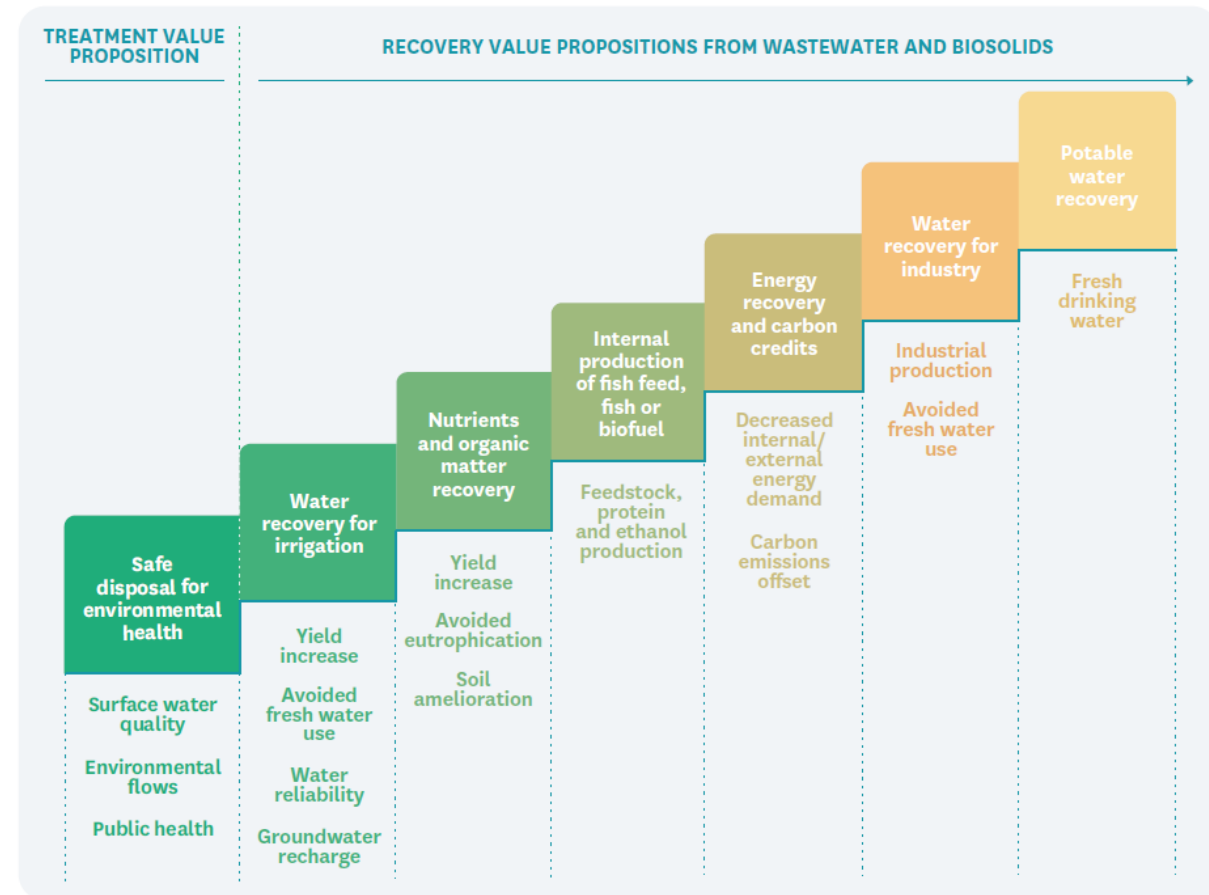 TREATMENT VALUE
PROPOSITION
RECOVERY VALUE PROPOSITIONS FROM WASTEWATER AND BIOSOLIDS
Safe
disposal for
environmental
health
Surface water
quality
Environmental
flows
Public health
Water
recovery for
irrigation
Yield
increase
Avoided
fresh water
use
Water
reliability
Groundwater
recharge
Nutrients
and organic
matter
recovery
Yield
increase
Avoided
eutrophication
Soil
amelioration
Internal
production
of fish feed,
fish or
biofuel
Feedstock,
protein
and ethanol
production
Energy
recovery
and carbon
credits
Decreased
internal/
external
energy
demand
Carbon
emissions
offset
Water
recovery for
industry
Industrial
production
Avoided
fresh water
use
Potable
water
recovery
Fresh
drinking
water